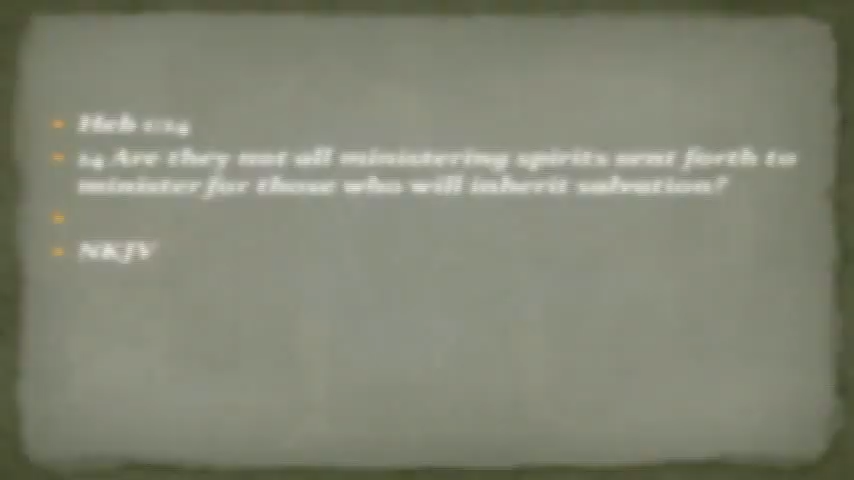 Heb 1:14
14 Are they not all ministering spirits sent forth to
minister for those who will inherit salvation?
NKJV